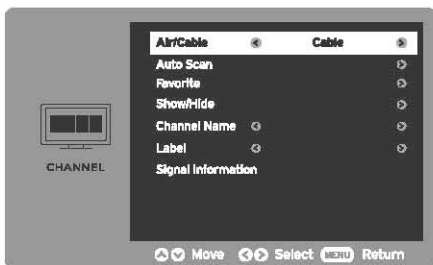 Air/Cable Cable
Auto Scan
Favorite
Show/Hide
Channel Name
Label
Signal Information
CHANNEL
Move Select MENU Return